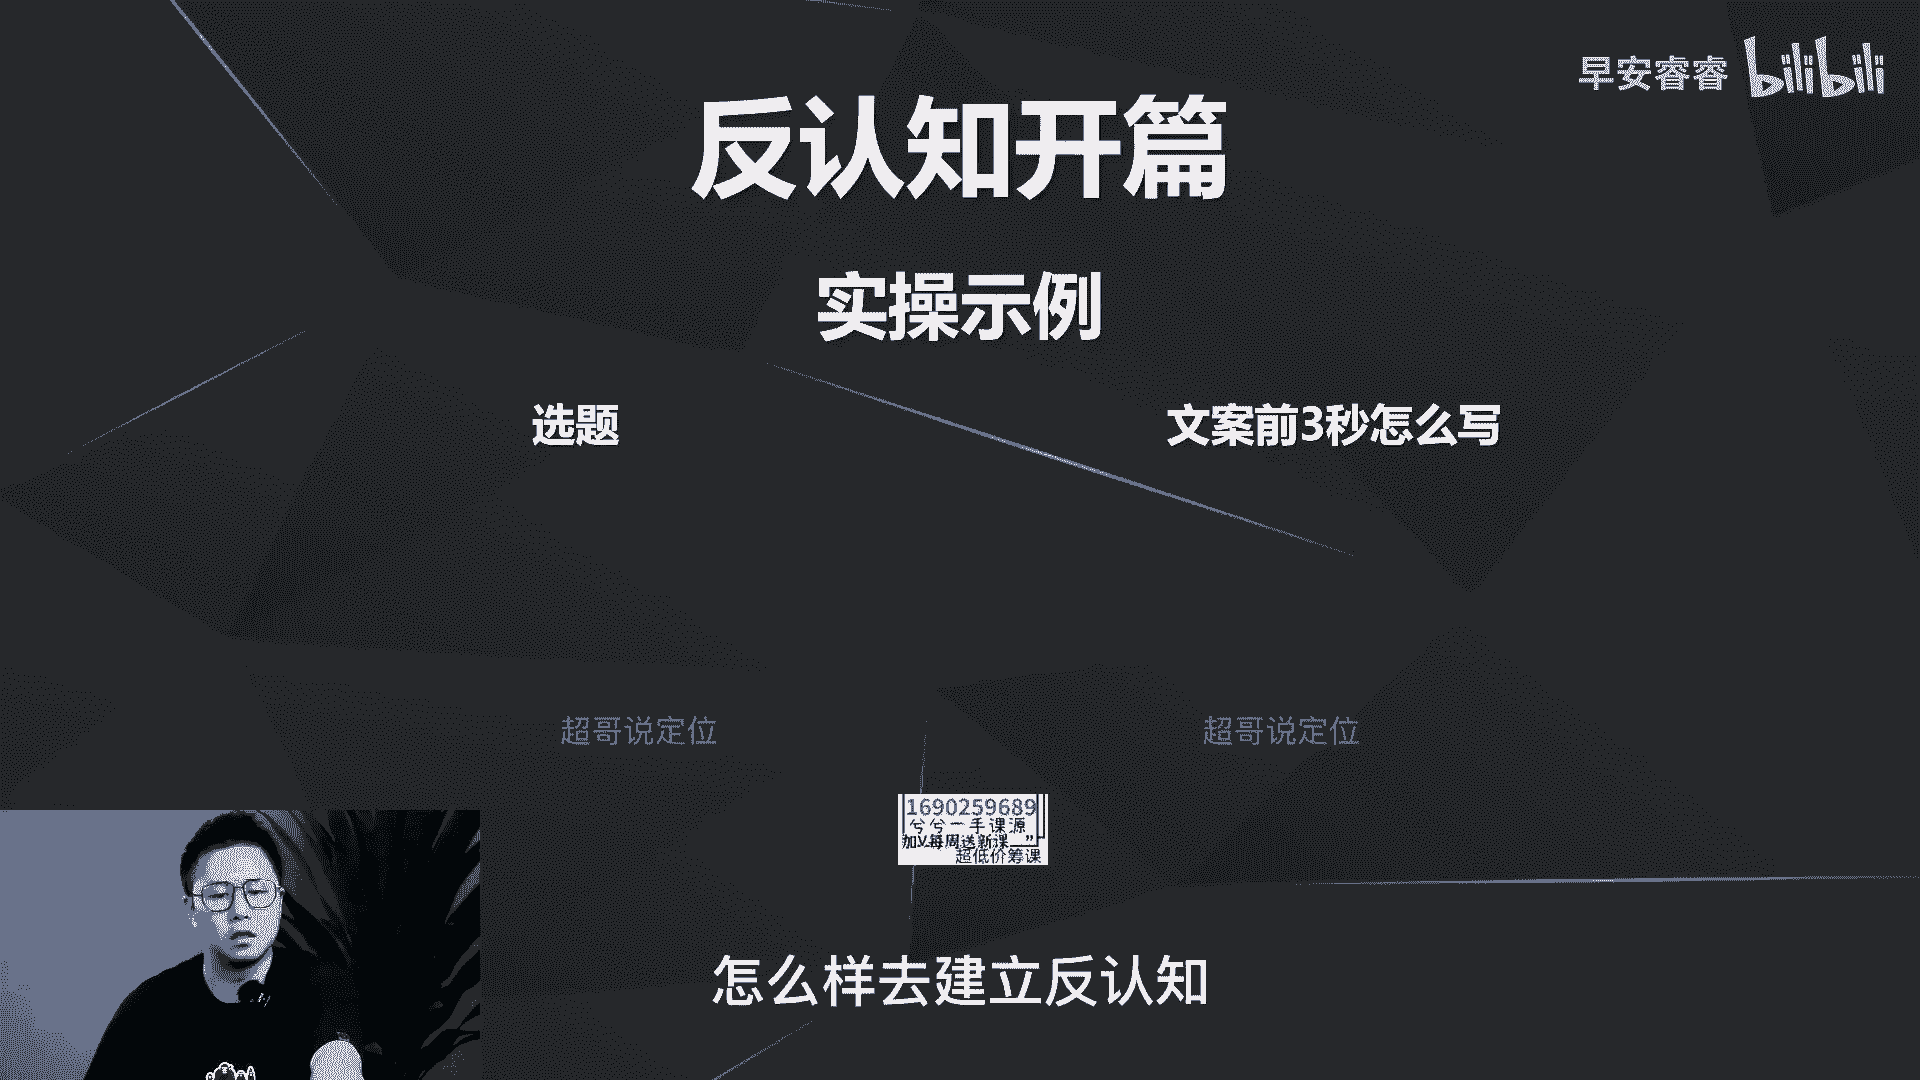 早安睿睿 bilibili
反认知开篇
实操示例
选题
文案前3秒怎么写
超哥说定位
超哥说定位
1690259689
兮兮一手课源
加V每周送新课
超低价筹课
怎么样去建立反认知